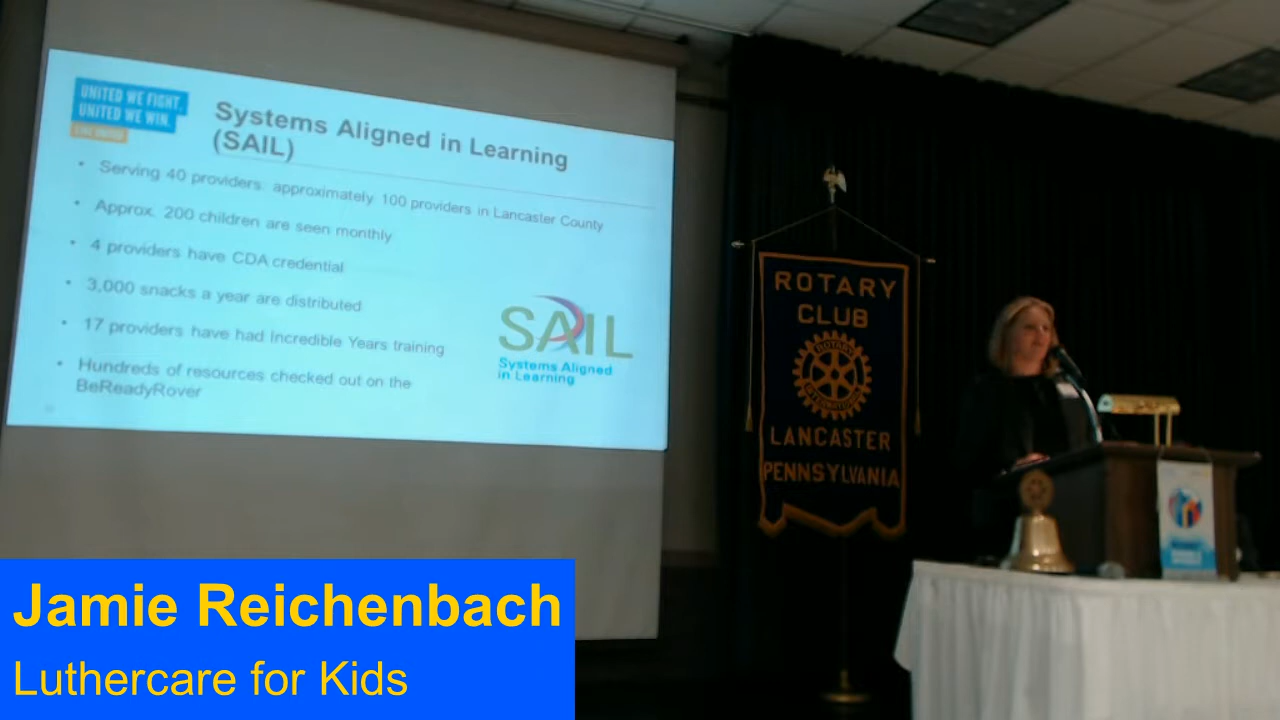 UNITED WE FIGHT.
UNITED WE WIN.
Systems Aligned in Learning
(SAIL)
• Serving 40 providers: approximately 100 providers in Lancaster County
• Approx. 200 children are seen monthly
• 4 providers have CDA credential
• 3,000 snacks a year are distributed
• 17 providers have had Incredible Years training
• Hundreds of resources checked out on the
BeReadyRover
SAIL
Systems Aligned
in Learning
ROTARY
CLUB
ROTARY
INTERNATIONAL
LANCASTER
PENNSYLVANIA
Jamie Reichenbach
Luthercare for Kids